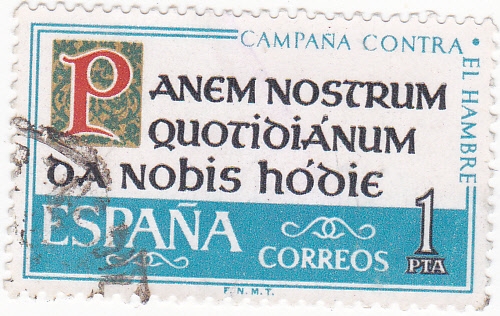 CAMPAÑA CONTRA • EL HAMBRE
PANEM NOSTRUM
QUOTIDIÁNUM
DA NOBIS HÓDIE
ESPAÑA
CORREOS
1
PTA
F.N.M.T.